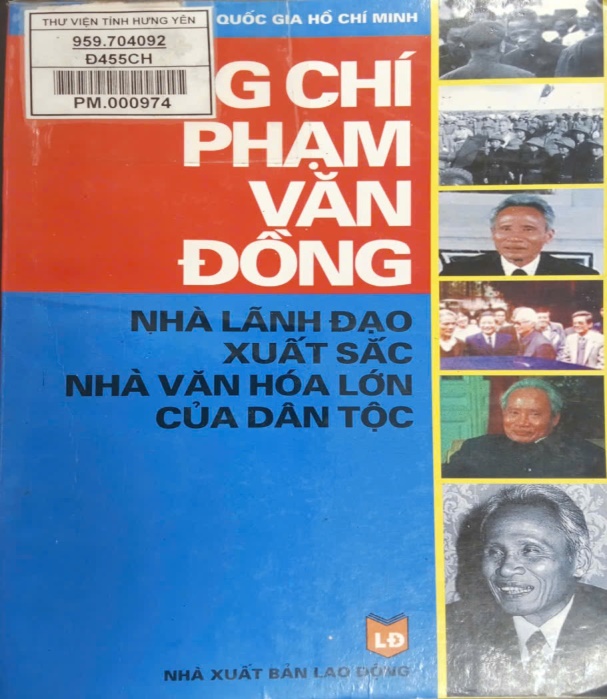 THƯ VIỆN TỈNH HƯNG YÊN
959.704092
Đ455CH
PM.000974
QUỐC GIA HỒ CHÍ MINH
G CHÍ
PHẠM
VĂN
ĐỒNG
NHÀ LÃNH ĐẠO
XUẤT SẮC
NHÀ VĂN HÓA LỚN
CỦA DÂN TỘC
LĐ
NHÀ XUẤT BẢN LAO ĐỘNG